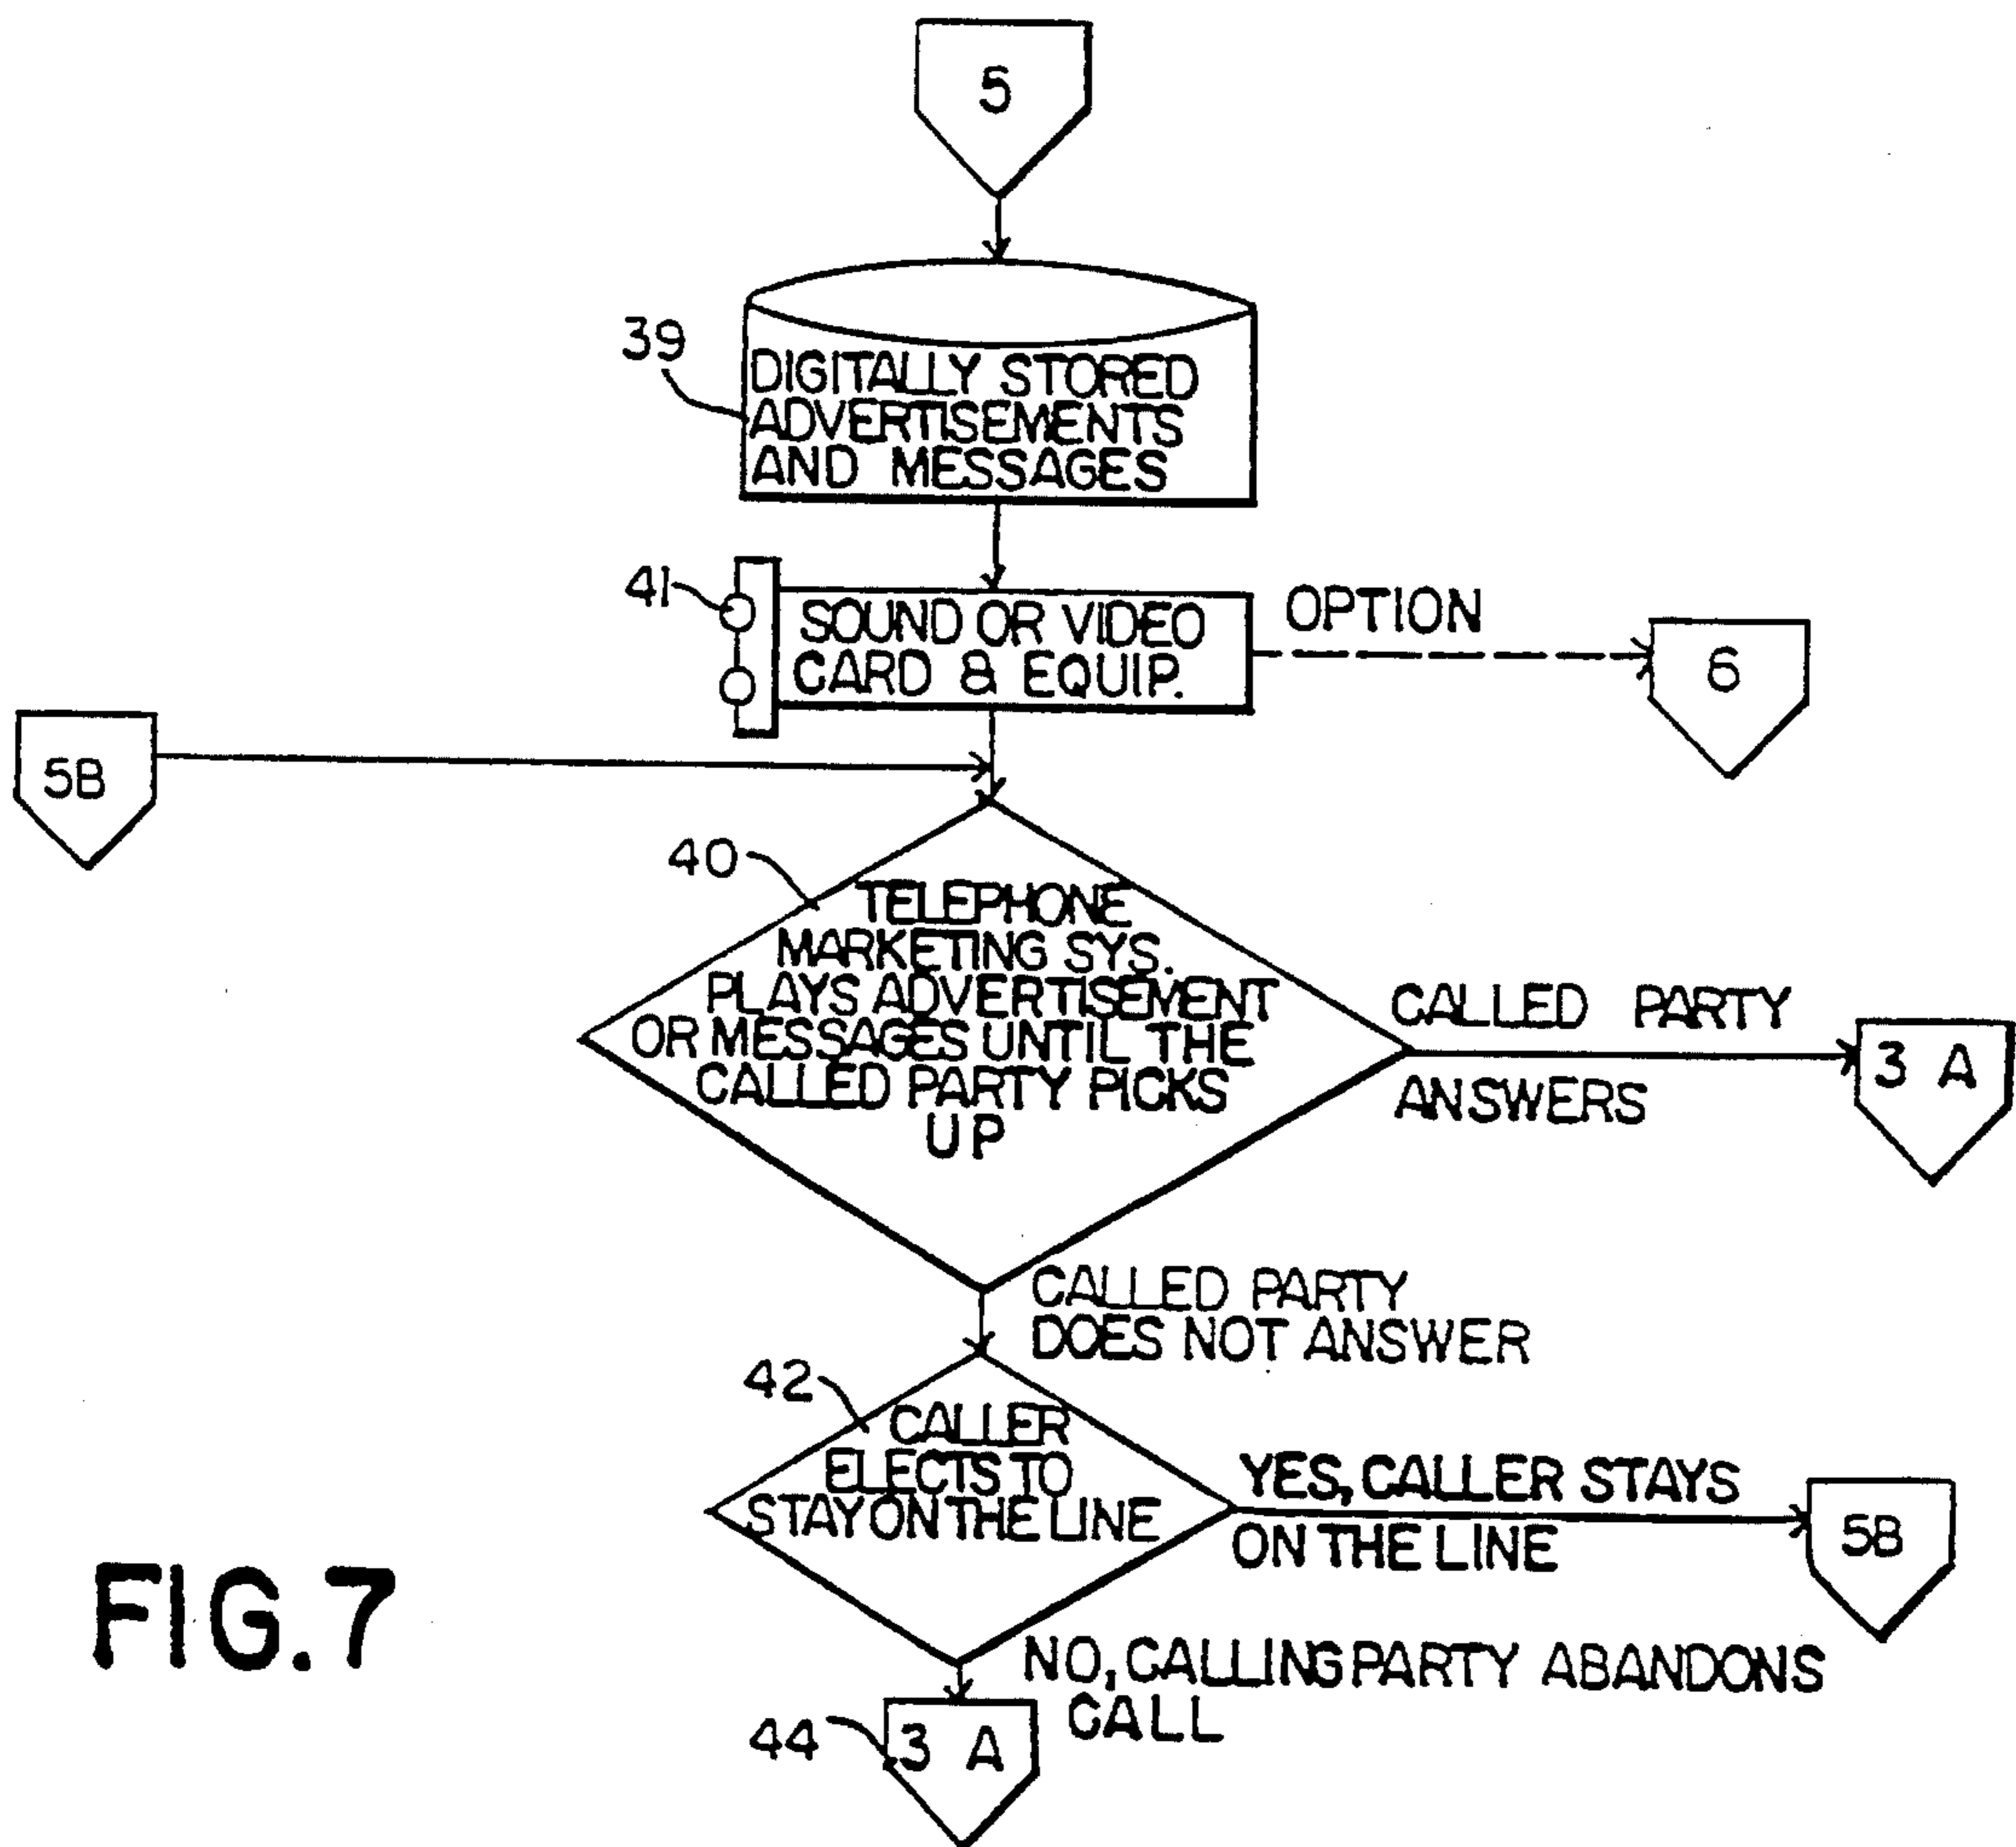 5
39
DIGITALLY STORED
ADVERTISEMENTS
AND MESSAGES
41
SOUND OR VIDEO
CARD & EQUIP.
OPTION
6
5B
40
TELEPHONE
MARKETING SYS.
PLAYS ADVERTISEMENT
OR MESSAGES UNTIL THE
CALLED PARTY PICKS
UP
CALLED PARTY
ANSWERS
3 A
CALLED PARTY
DOES NOT ANSWER
42
CALLER
ELECTS TO
STAY ON THE LINE
YES, CALLER STAYS
ON THE LINE
5B
NO, CALLING PARTY ABANDONS
CALL
44
3 A
FIG. 7